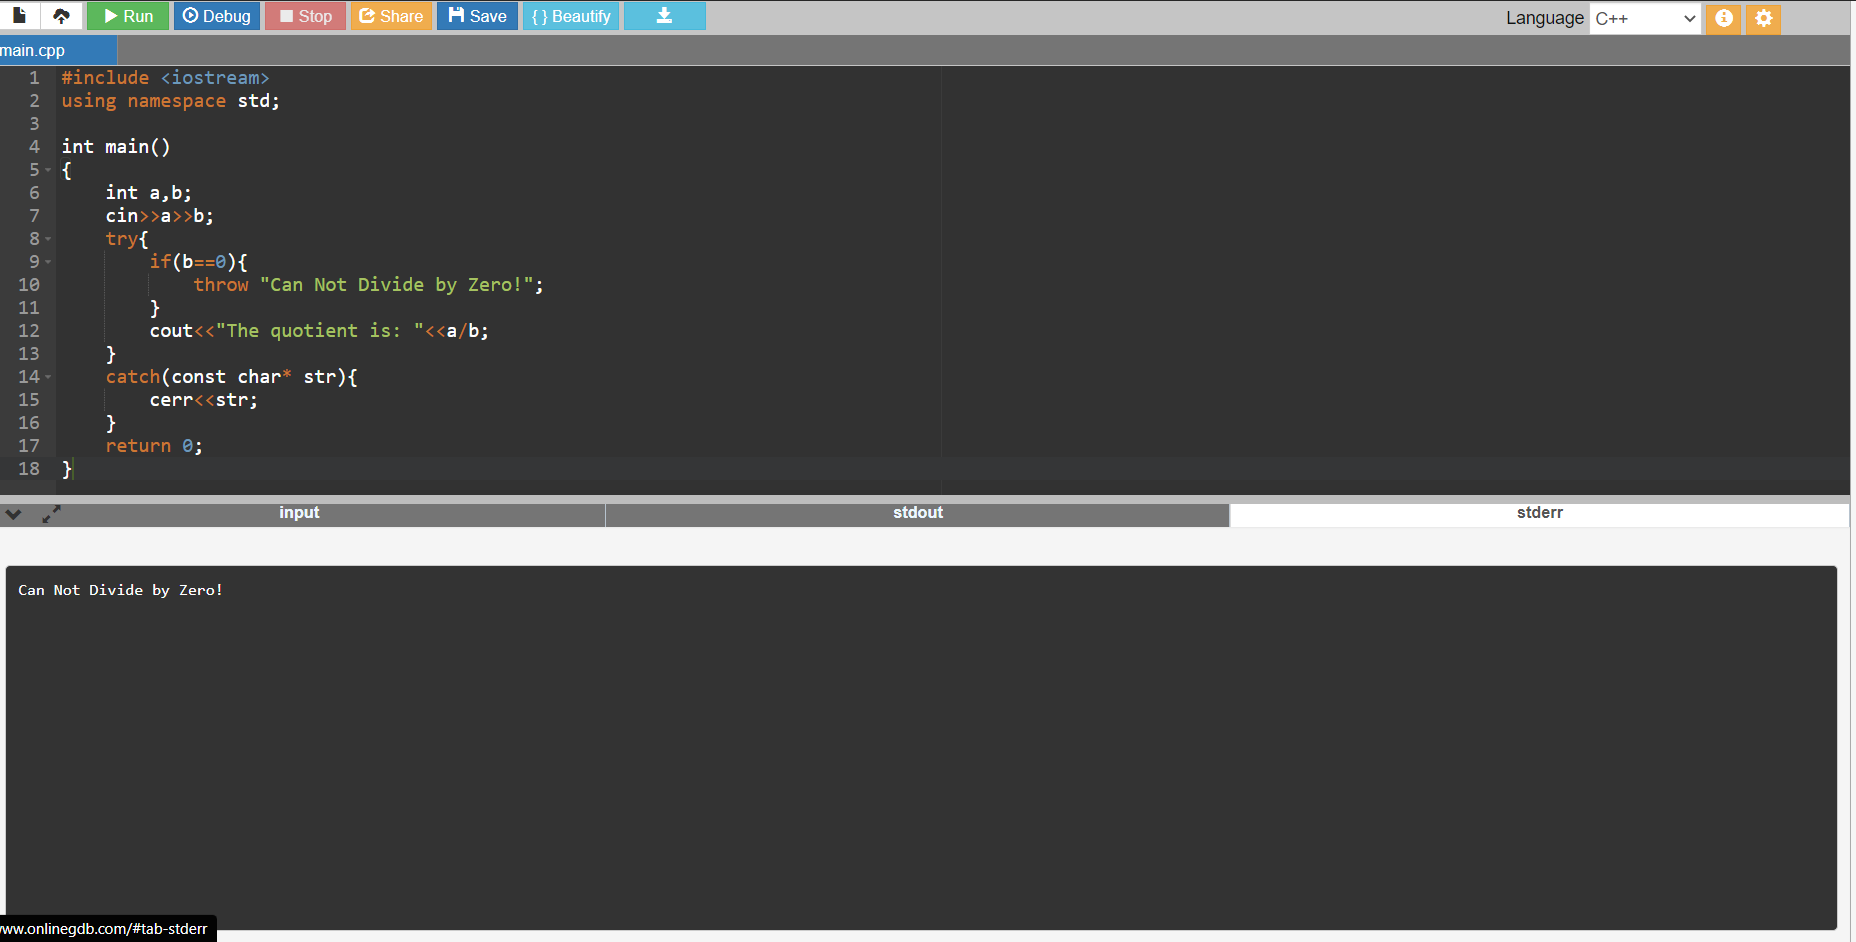 Run Debug Stop Share Save { } Beautify Language C++
main.cpp
1 #include <iostream>
2 using namespace std;
3
4 int main()
5 {
6     int a,b;
7     cin>>a>>b;
8     try{
9         if(b==0){
10             throw "Can Not Divide by Zero!";
11         }
12         cout<<"The quotient is: "<<a/b;
13     }
14     catch(const char* str){
15         cerr<<str;
16     }
17     return 0;
18 }
input stdout stderr
Can Not Divide by Zero!
ww.onlinegdb.com/#tab-stderr